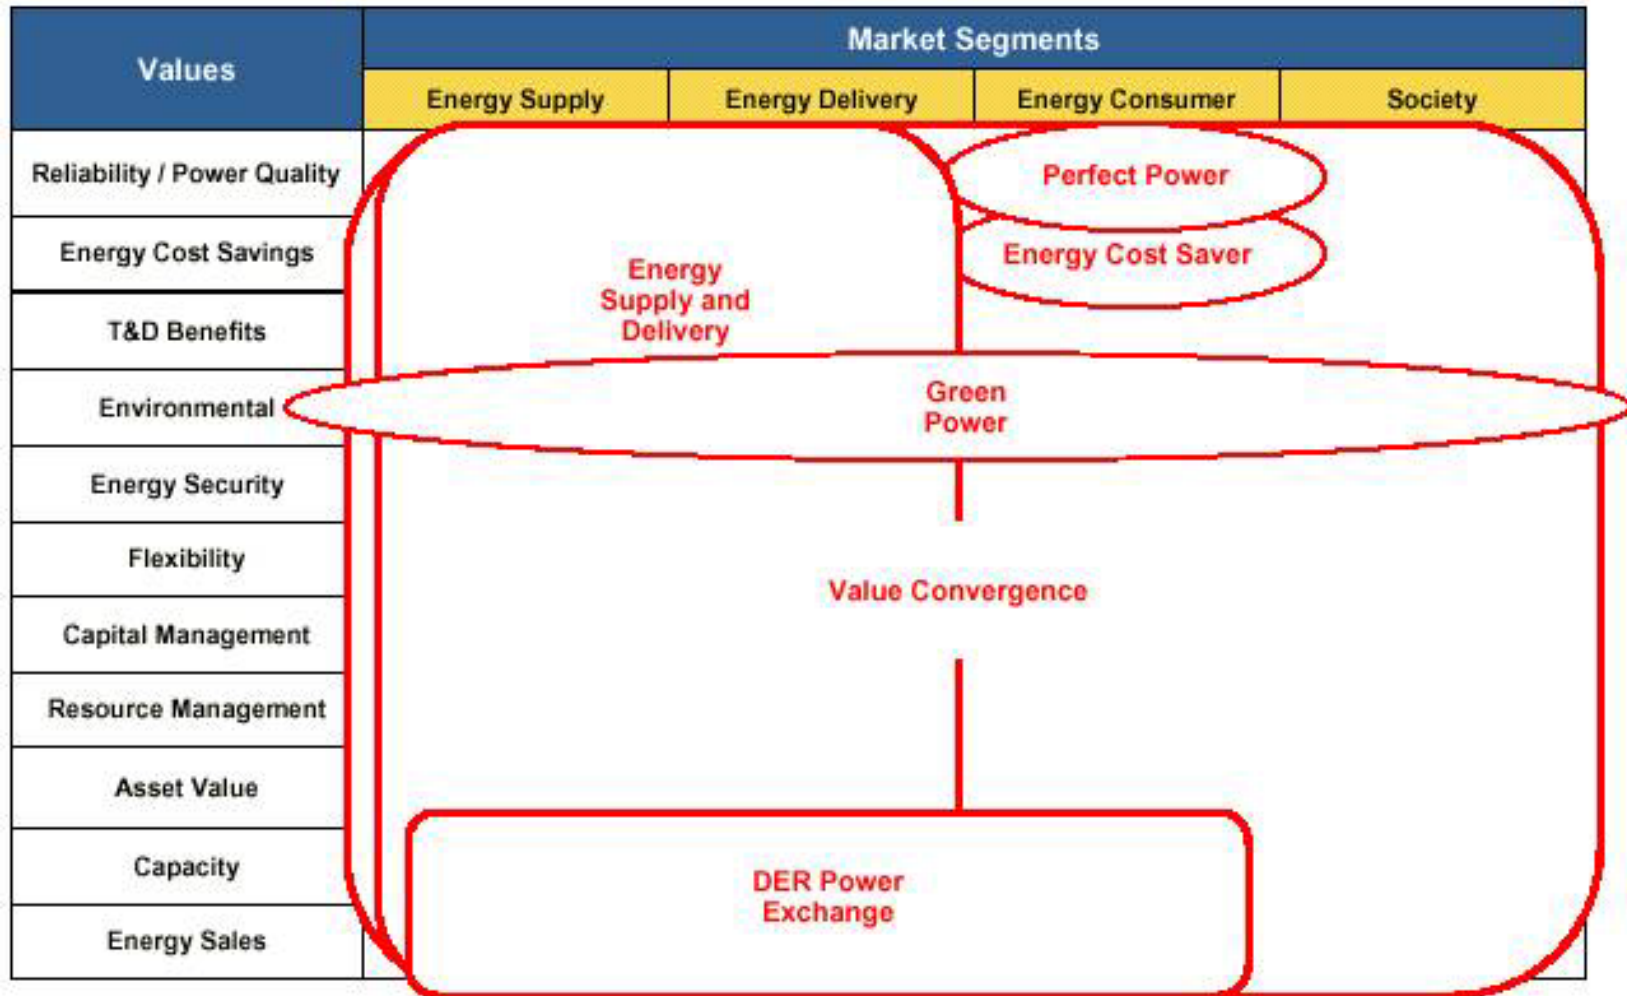 Values
Market Segments
Energy Supply
Energy Delivery
Energy Consumer
Society
Reliability / Power Quality
Perfect Power
Energy Cost Savings
Energy Cost Saver
Energy
Supply and
Delivery
T&D Benefits
Environmental
Green
Power
Energy Security
Flexibility
Value Convergence
Capital Management
Resource Management
Asset Value
Capacity
DER Power
Exchange
Energy Sales